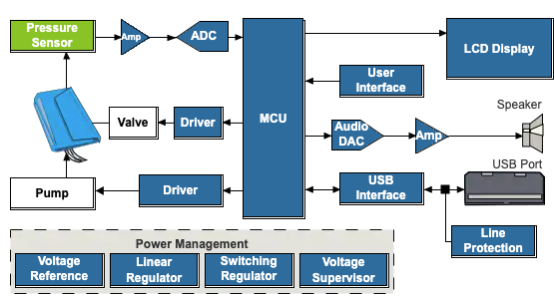 Pressure
Sensor
Amp
ADC
MCU
LCD Display
User
Interface
Speaker
Valve
Driver
Audio
DAC
Amp
USB Port
Pump
Driver
USB
Interface
Line
Protection
Power Management
Voltage
Reference
Linear
Regulator
Switching
Regulator
Voltage
Supervisor